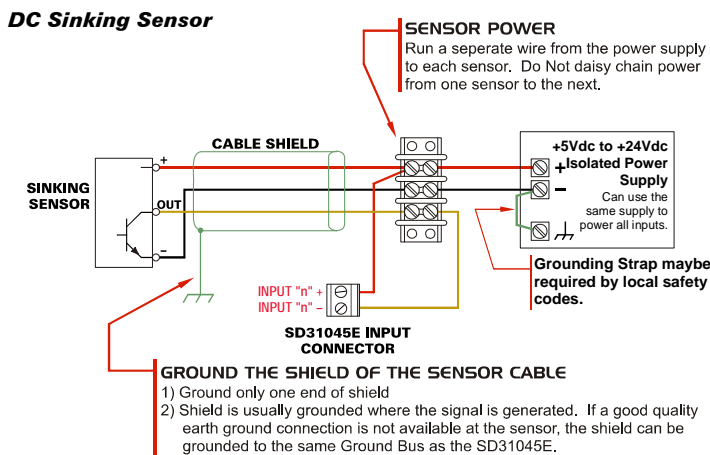 DC Sinking Sensor
SENSOR POWER
Run a seperate wire from the power supply
to each sensor. Do Not daisy chain power
from one sensor to the next.
CABLE SHIELD
+
SINKING
SENSOR
OUT
–
+5Vdc to +24Vdc
+ Isolated Power
Supply
–
Can use the
same supply to
power all inputs.
Grounding Strap maybe
required by local safety
codes.
INPUT "n" +
INPUT "n" –
SD31045E INPUT
CONNECTOR
GROUND THE SHIELD OF THE SENSOR CABLE
1) Ground only one end of shield
2) Shield is usually grounded where the signal is generated. If a good quality
earth ground connection is not available at the sensor, the shield can be
grounded to the same Ground Bus as the SD31045E.